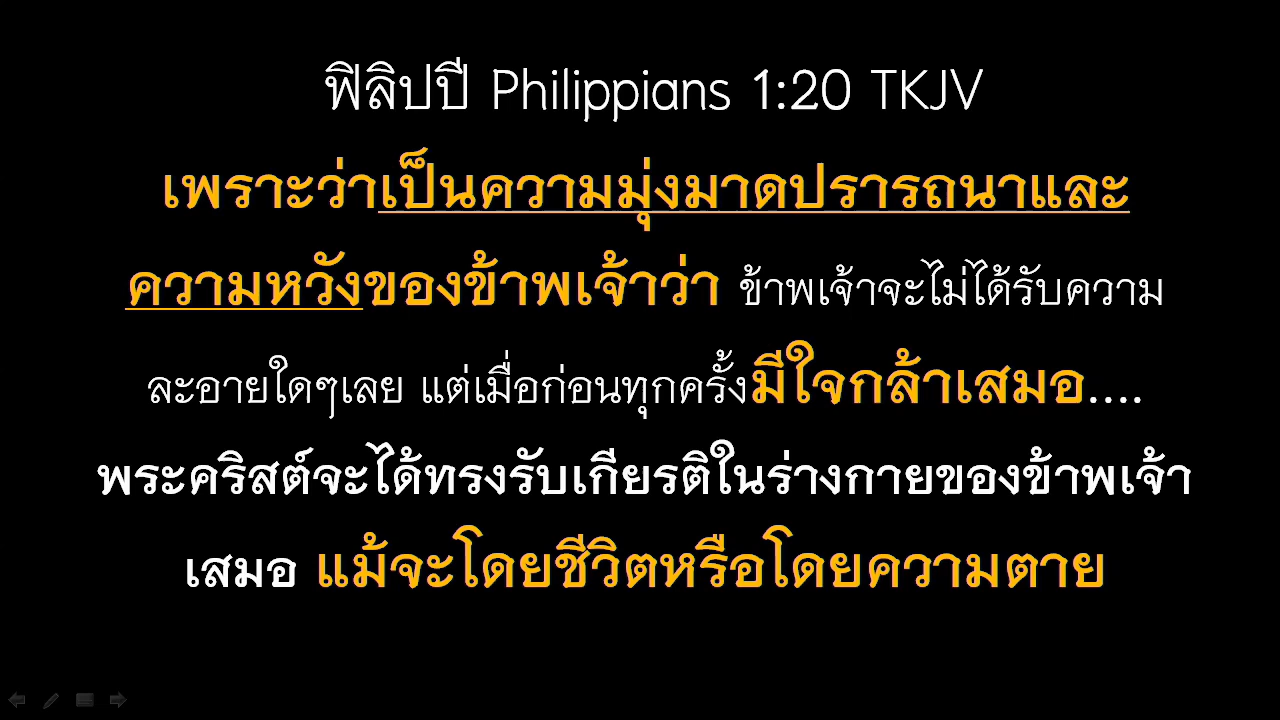 ฟิลิปปี Philippians 1:20 TKJV
เพราะว่าเป็นความมุ่งมาดปรารถนาและ
ความหวังของข้าพเจ้าว่า ข้าพเจ้าจะไม่ได้รับความ
ละอายใดๆเลย แต่เมื่อก่อนทุกครั้งมีใจกล้าเสมอ....
พระคริสต์จะได้ทรงรับเกียรติในร่างกายของข้าพเจ้า
เสมอ แม้จะโดยชีวิตหรือโดยความตาย